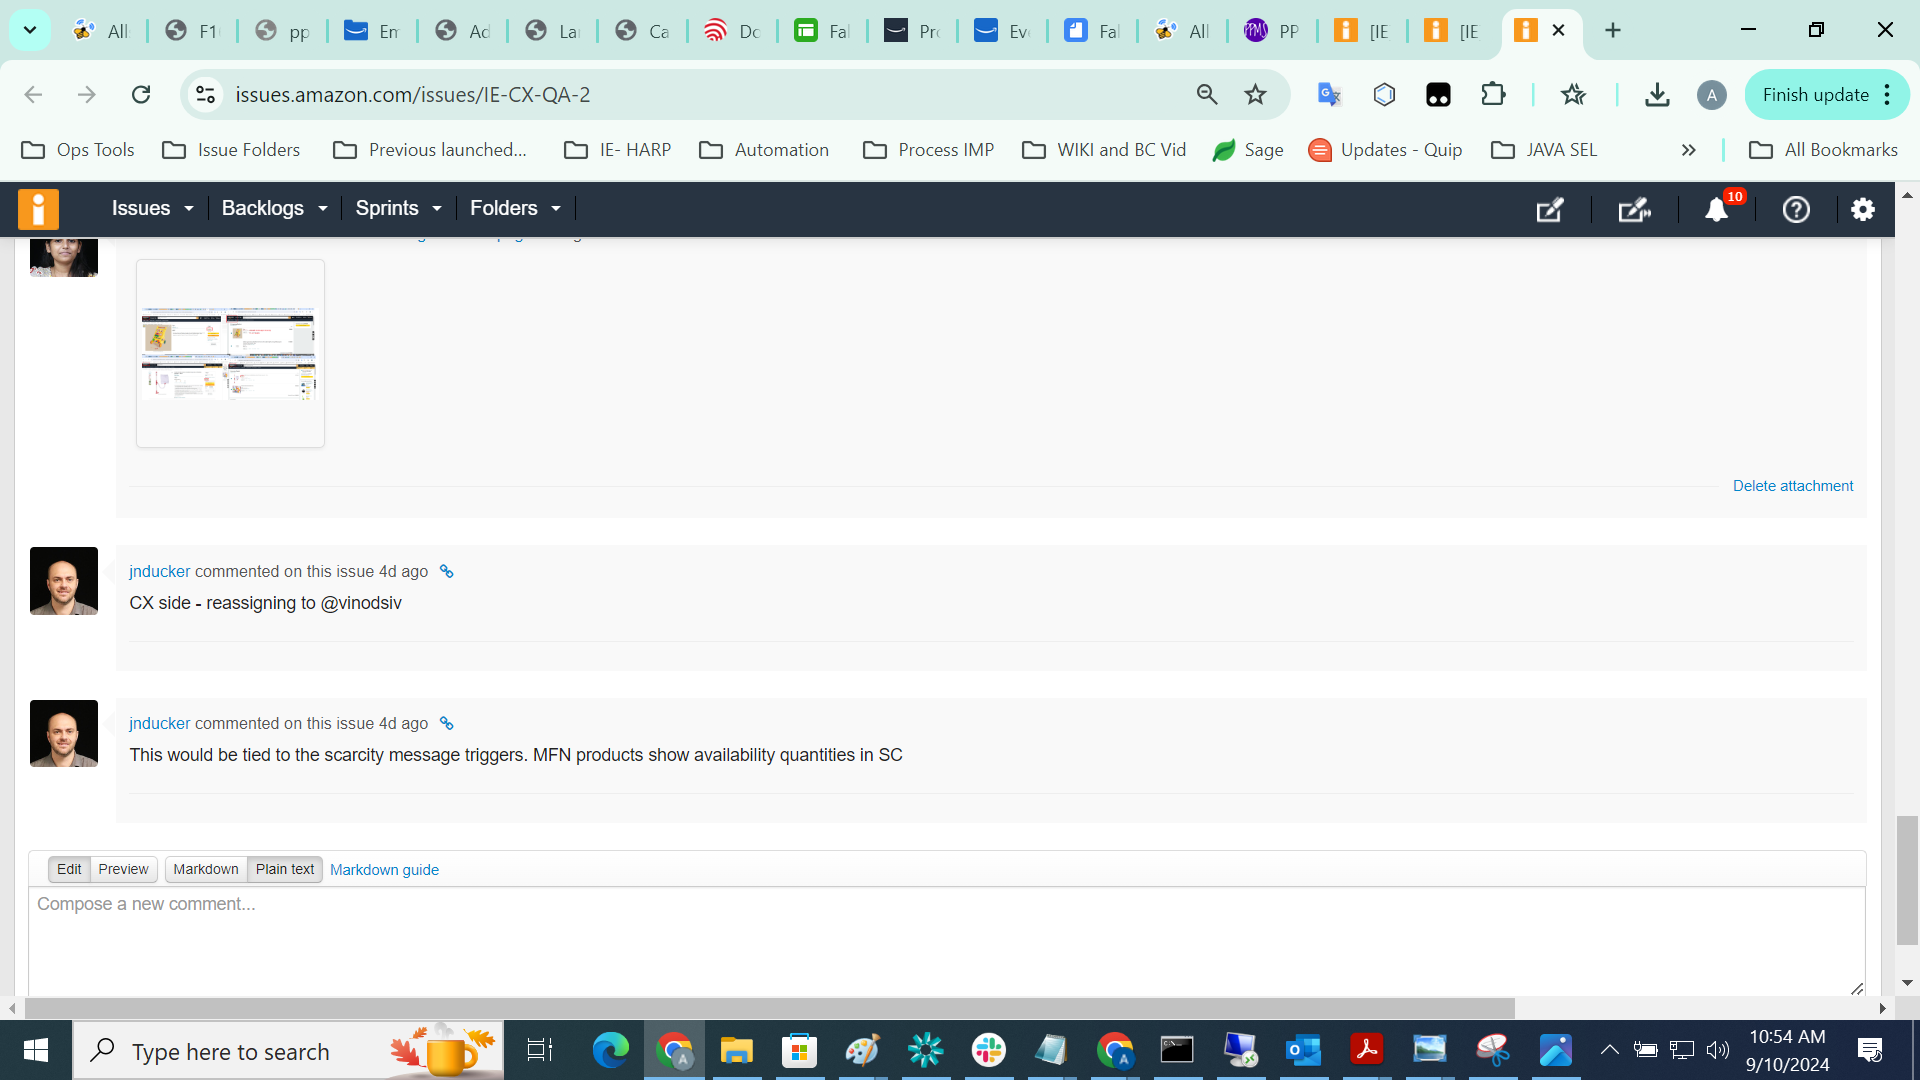 All
F1
pp
Em
Ad
La
Ca
Do
Fal
Pro
Eve
Fal
All
PPMS
PP
[IE
[IE
issues.amazon.com/issues/IE-CX-QA-2
A
Finish update
Ops Tools
Issue Folders
Previous launched...
IE- HARP
Automation
Process IMP
WIKI and BC Vid
Sage
Updates - Quip
JAVA SEL
»
All Bookmarks
Issues
Backlogs
Sprints
Folders
10
Delete attachment
jnducker commented on this issue 4d ago
CX side - reassigning to @vinodsiv
jnducker commented on this issue 4d ago
This would be tied to the scarcity message triggers. MFN products show availability quantities in SC
Edit
Preview
Markdown
Plain text
Markdown guide
Compose a new comment...
Type here to search
10:54 AM
9/10/2024